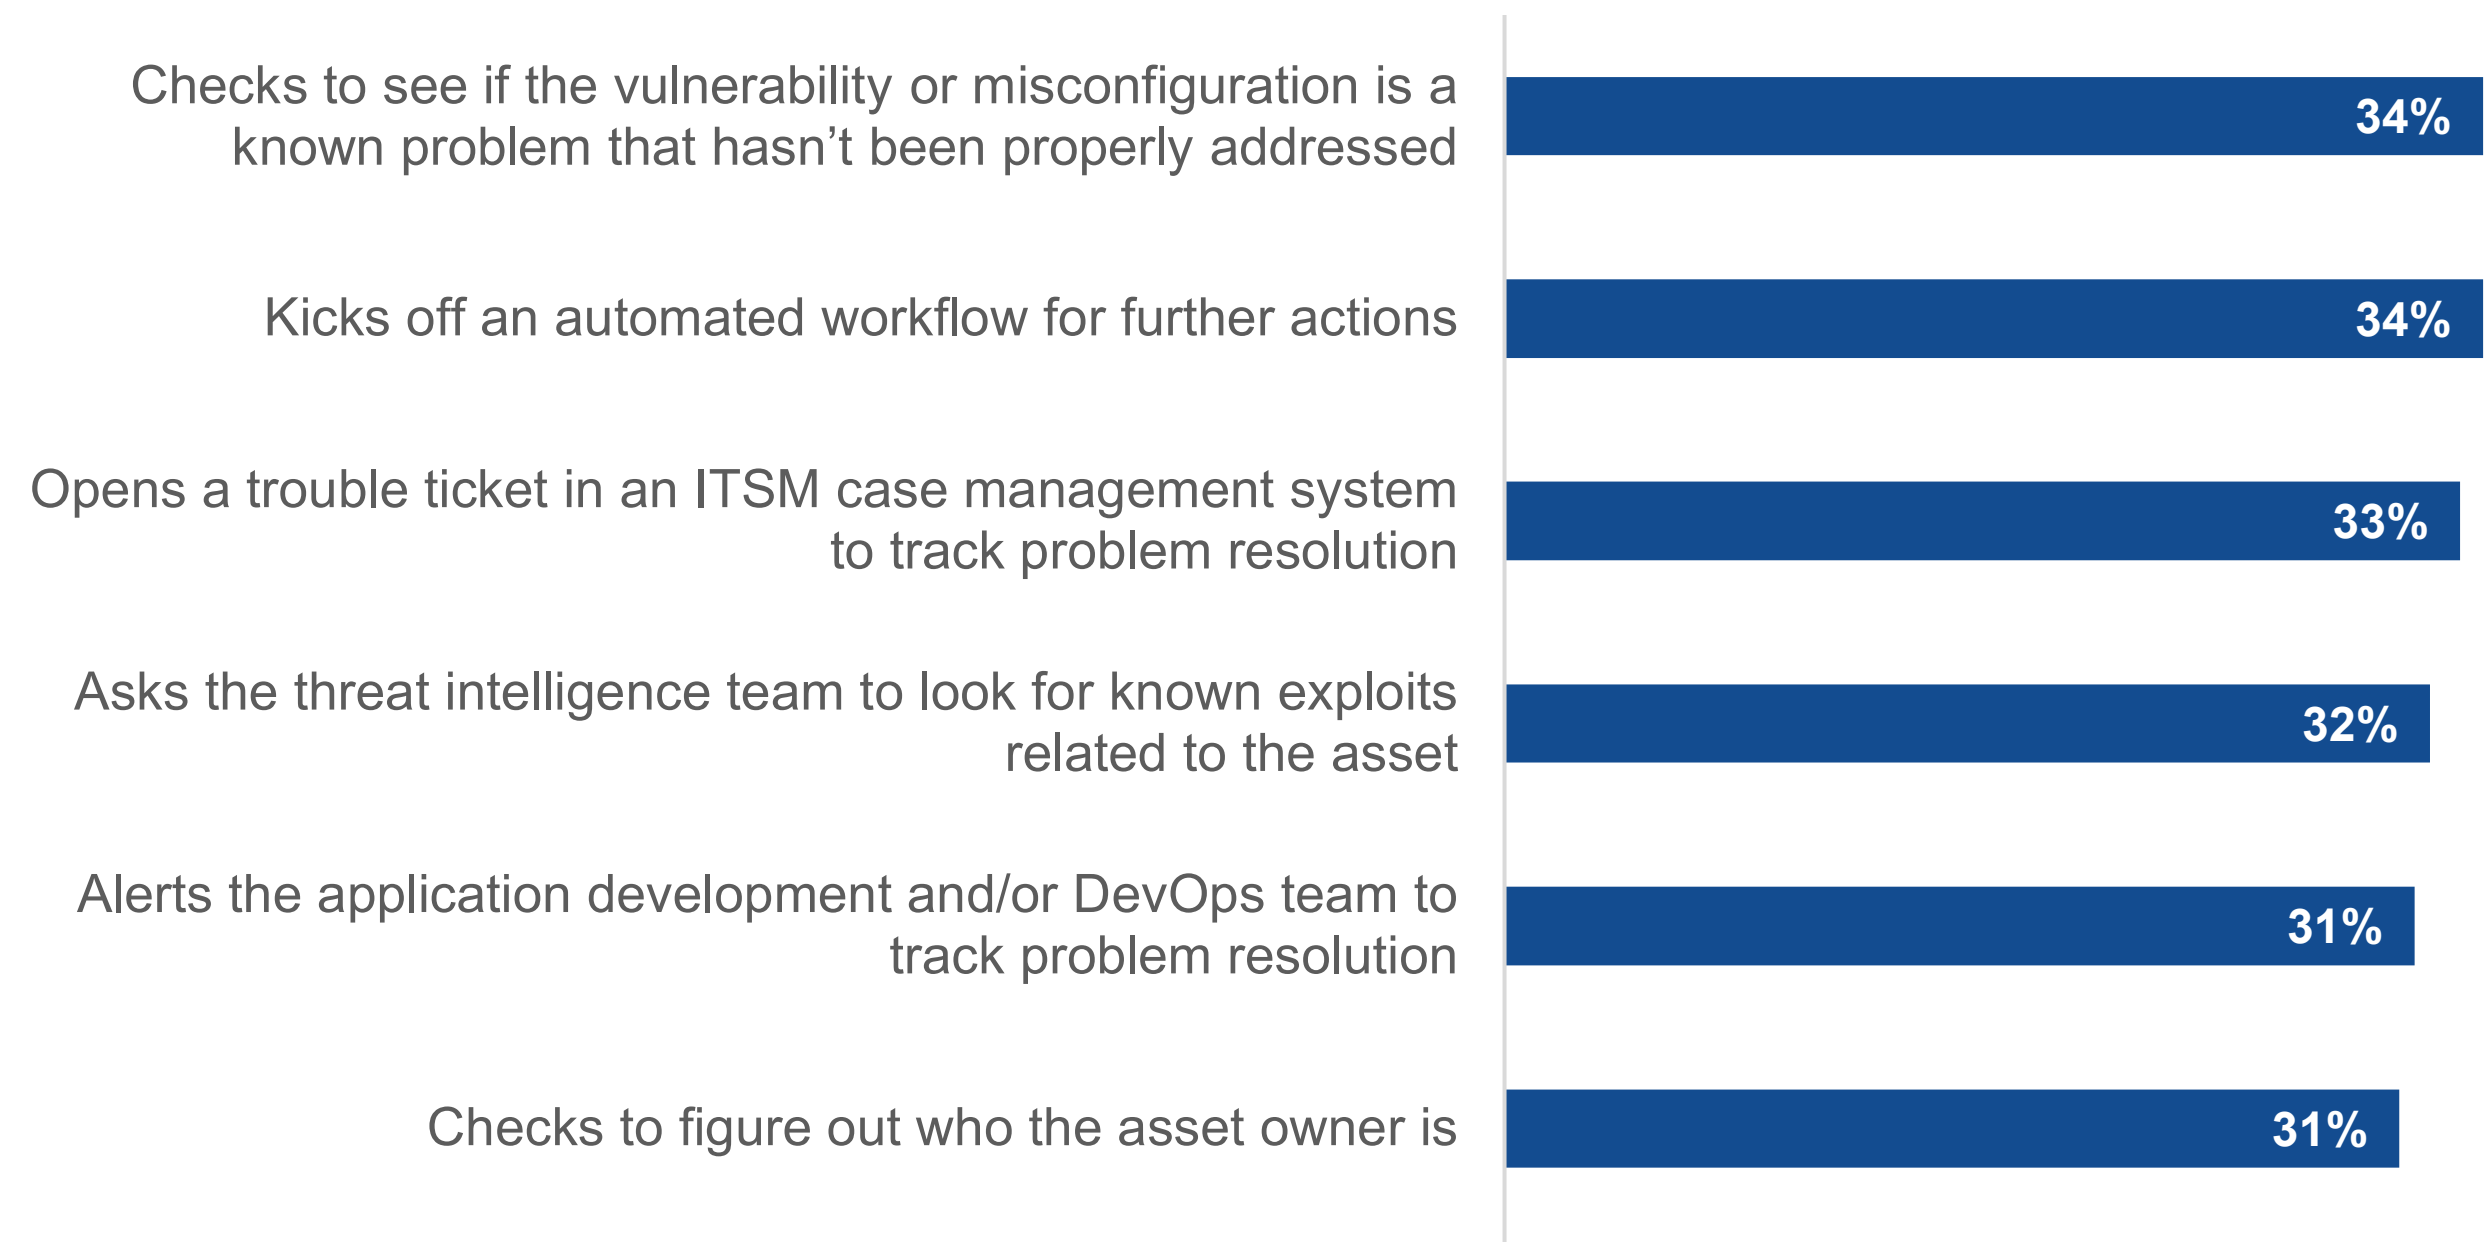 Checks to see if the vulnerability or misconfiguration is a
known problem that hasn’t been properly addressed
34%
Kicks off an automated workflow for further actions
34%
Opens a trouble ticket in an ITSM case management system
to track problem resolution
33%
Asks the threat intelligence team to look for known exploits
related to the asset
32%
Alerts the application development and/or DevOps team to
track problem resolution
31%
Checks to figure out who the asset owner is
31%